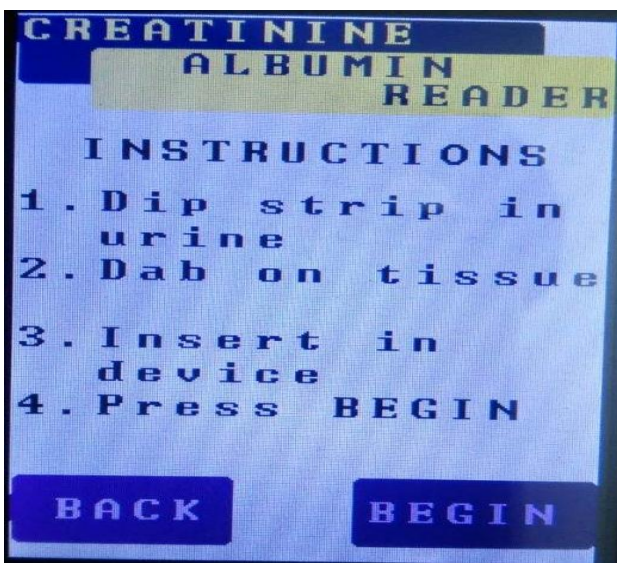 CREATININE
ALBUMIN
READER
INSTRUCTIONS
1. Dip strip in
urine
2. Dab on tissue
3. Insert in
device
4. Press BEGIN
BACK
BEGIN